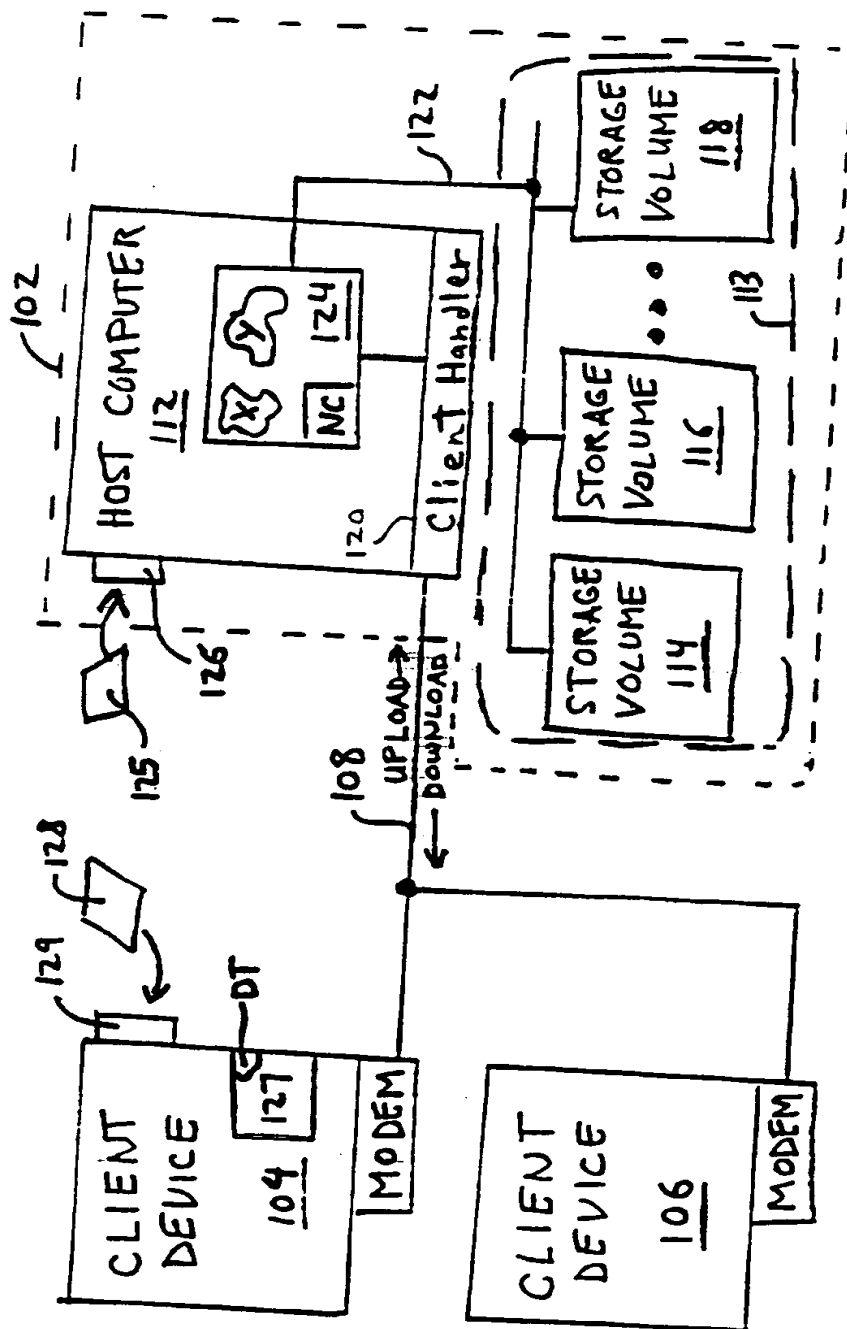 102
HOST COMPUTER
112
X
Y
NC
124
120
Client Handler
122
126
125
UPLOAD
DOWNLOAD
108
STORAGE
VOLUME
114
STORAGE
VOLUME
116
STORAGE
VOLUME
118
113
128
129
DT
127
CLIENT
DEVICE
104
MODEM
CLIENT
DEVICE
106
MODEM